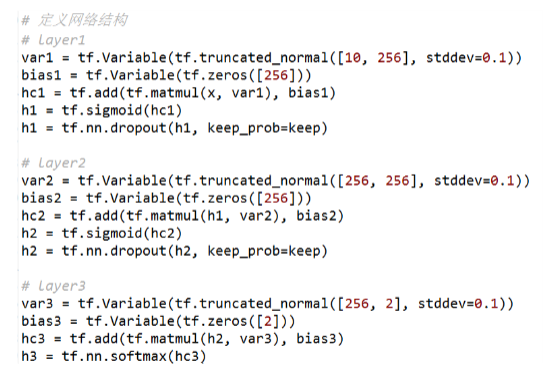 # 定义网络结构
# Layer1
var1 = tf.Variable(tf.truncated_normal([10, 256], stddev=0.1))
bias1 = tf.Variable(tf.zeros([256]))
hc1 = tf.add(tf.matmul(x, var1), bias1)
h1 = tf.sigmoid(hc1)
h1 = tf.nn.dropout(h1, keep_prob=keep)
# Layer2
var2 = tf.Variable(tf.truncated_normal([256, 256], stddev=0.1))
bias2 = tf.Variable(tf.zeros([256]))
hc2 = tf.add(tf.matmul(h1, var2), bias2)
h2 = tf.sigmoid(hc2)
h2 = tf.nn.dropout(h2, keep_prob=keep)
# Layer3
var3 = tf.Variable(tf.truncated_normal([256, 2], stddev=0.1))
bias3 = tf.Variable(tf.zeros([2]))
hc3 = tf.add(tf.matmul(h2, var3), bias3)
h3 = tf.nn.softmax(hc3)